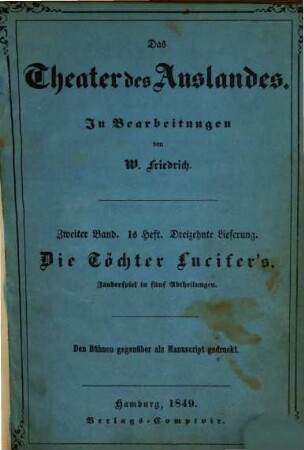 Das
Theater des Auslandes.
In Bearbeitungen
von
W. Friedrich.
Zweiter Band. 1s Heft. Dreizehnte Lieferung.
Die Töchter Lucifer's.
Zauberspiel in fünf Abtheilungen.
Den Bühnen gegenüber als Manuscript gedruckt.
Hamburg, 1849.
Verlags-Comptoir.